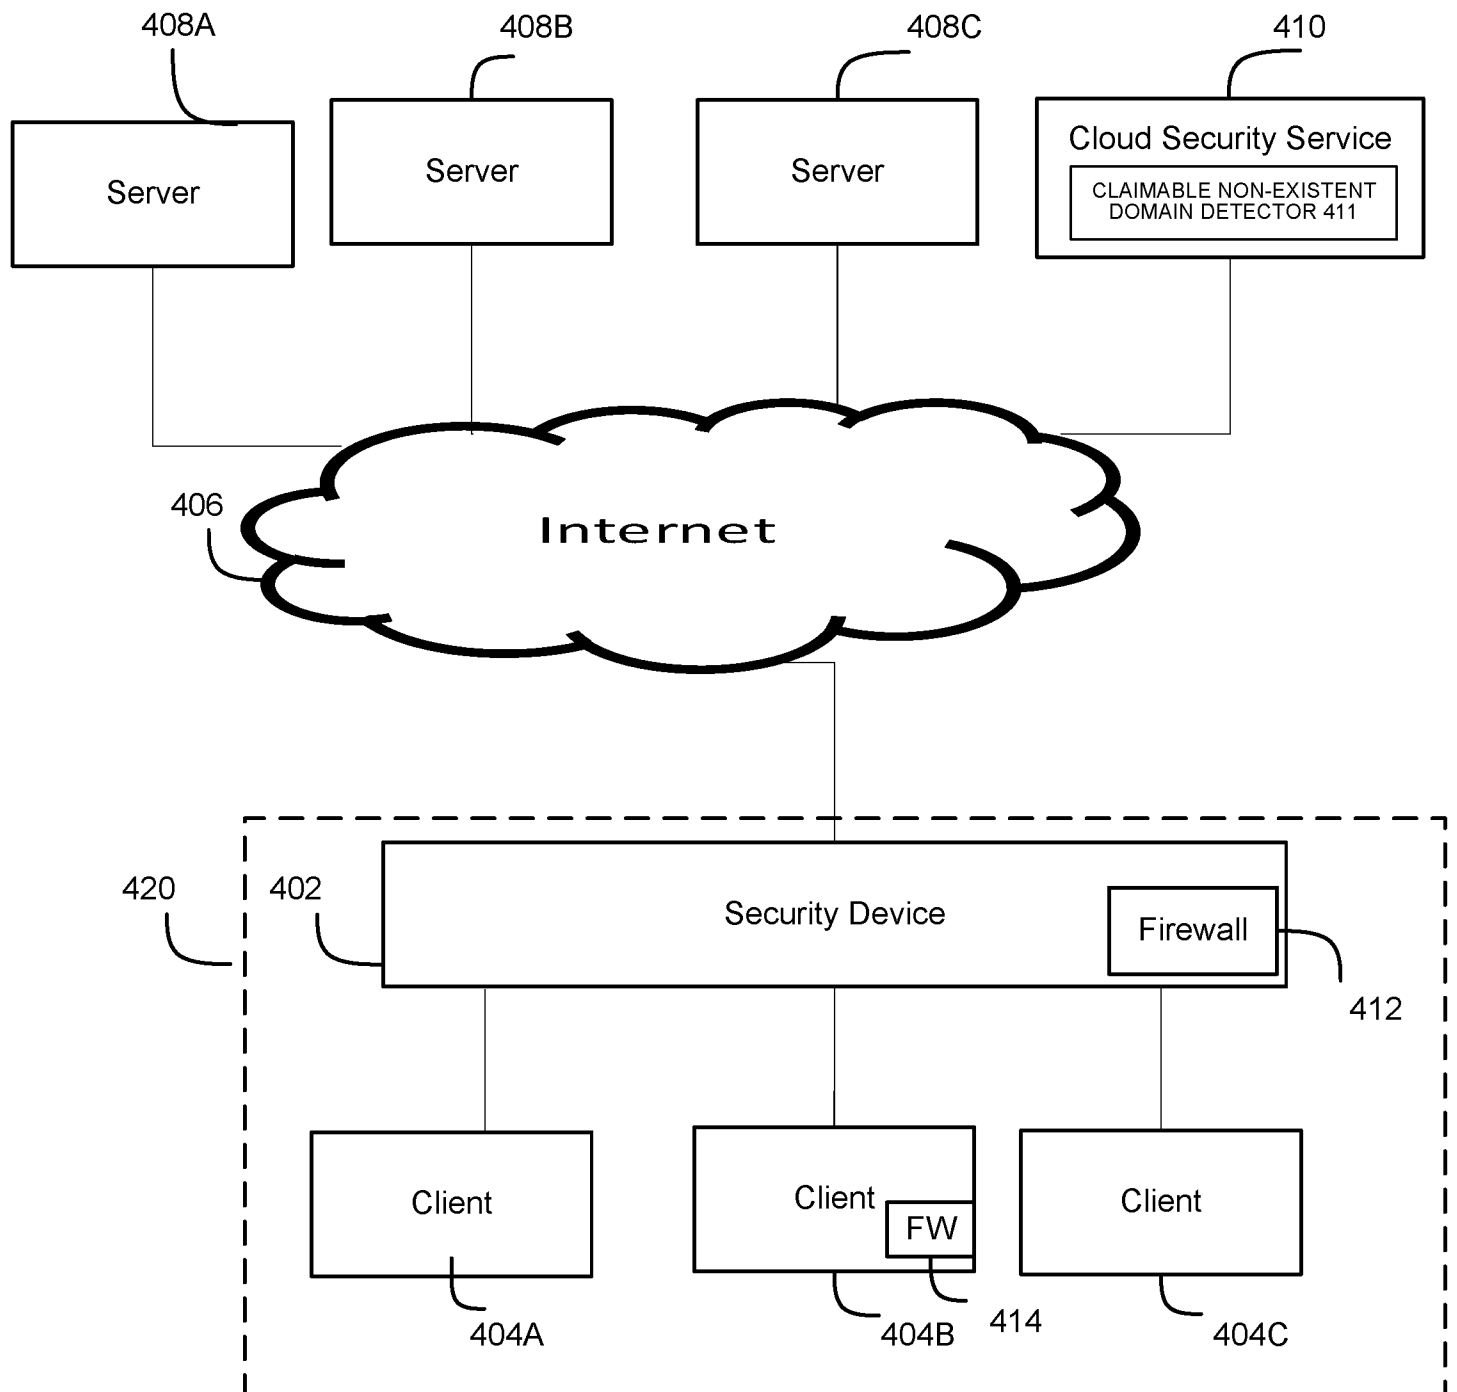 408A
408B
408C
410
Server
Server
Server
Cloud Security Service
CLAIMABLE NON-EXISTENT
DOMAIN DETECTOR 411
406
Internet
420
402
Security Device
Firewall
412
Client
Client
FW
Client
404A
404B
414
404C